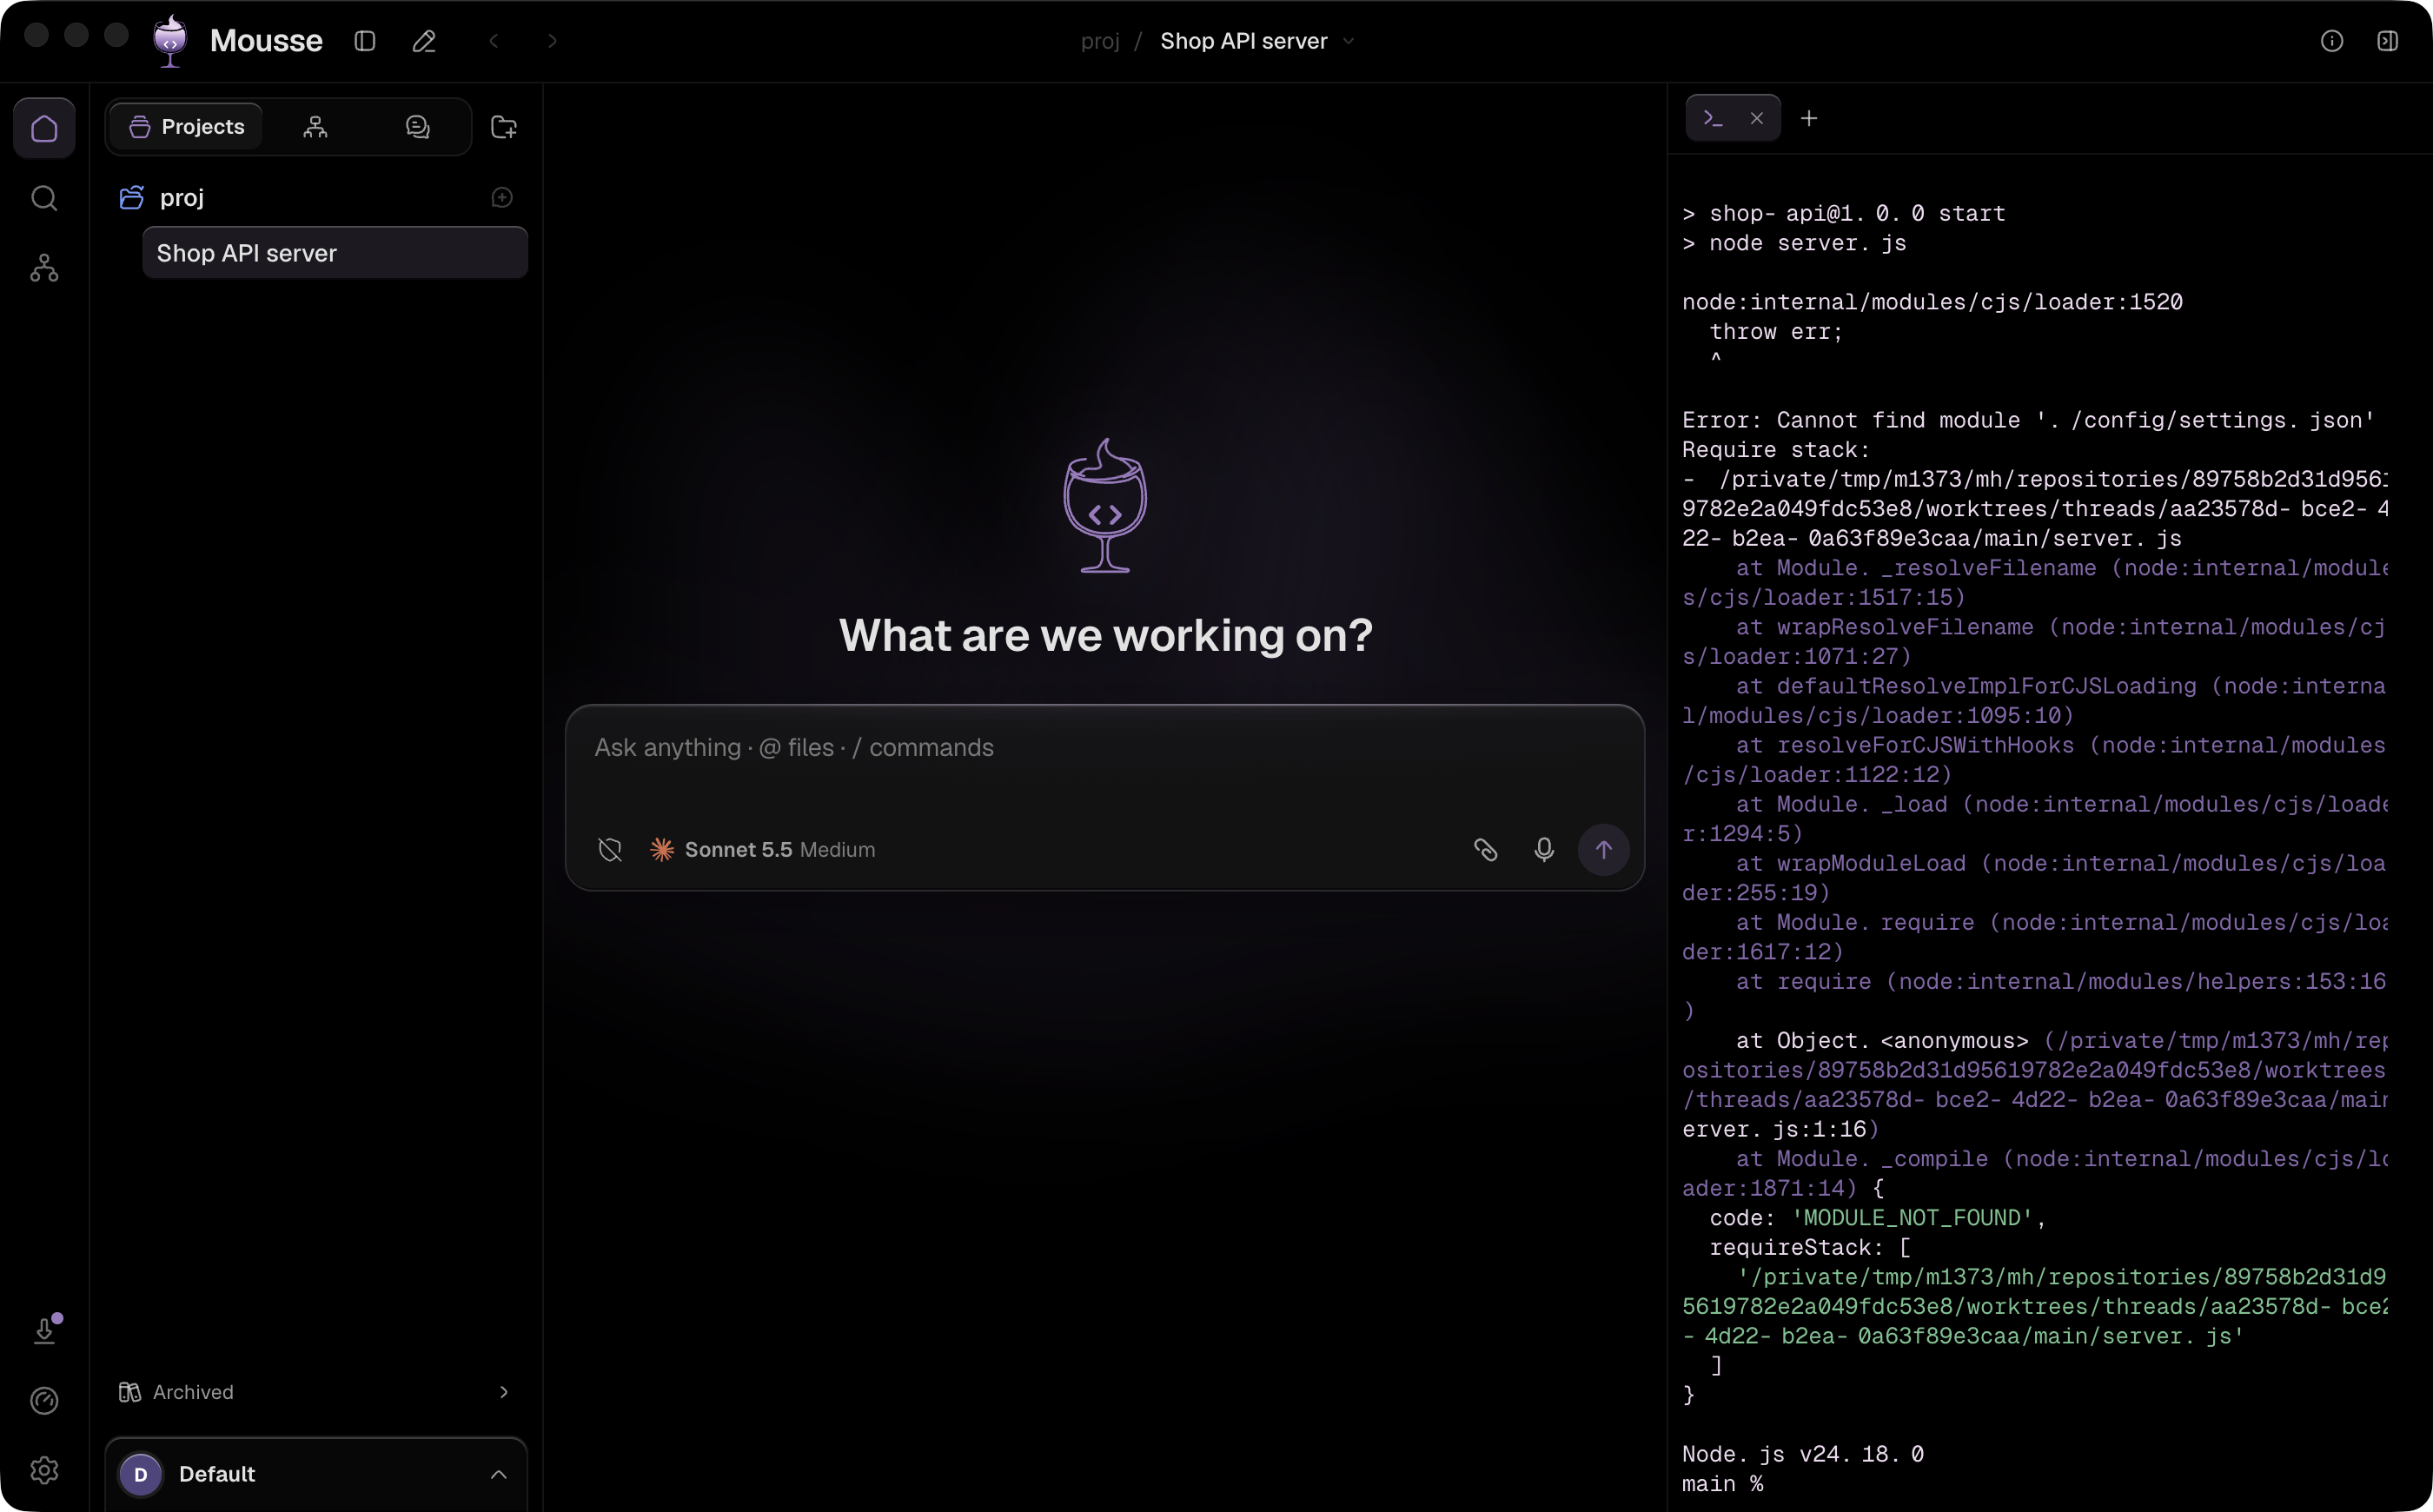 Mousse
proj / Shop API server
Projects
proj
Shop API server
Archived
D Default
What are we working on?
Ask anything · @ files · / commands
Sonnet 5.5 Medium
> shop-api@1.0.0 start
> node server.js
node:internal/modules/cjs/loader:1520
throw err;
^
Error: Cannot find module './config/settings.json'
Require stack:
- /private/tmp/m1373/mh/repositories/89758b2d31d9561
9782e2a049fdc53e8/worktrees/threads/aa23578d-bce2-4
22-b2ea-0a63f89e3caa/main/server.js
at Module._resolveFilename (node:internal/module
s/cjs/loader:1517:15)
at wrapResolveFilename (node:internal/modules/cj
s/loader:1071:27)
at defaultResolveImplForCJSLoading (node:interna
l/modules/cjs/loader:1095:10)
at resolveForCJSWithHooks (node:internal/modules
/cjs/loader:1122:12)
at Module._load (node:internal/modules/cjs/loade
r:1294:5)
at wrapModuleLoad (node:internal/modules/cjs/loa
der:255:19)
at Module.require (node:internal/modules/cjs/loa
der:1617:12)
at require (node:internal/modules/helpers:153:16
)
at Object.<anonymous> (/private/tmp/m1373/mh/rep
ositories/89758b2d31d95619782e2a049fdc53e8/worktrees
/threads/aa23578d-bce2-4d22-b2ea-0a63f89e3caa/main
erver.js:1:16)
at Module._compile (node:internal/modules/cjs/lo
ader:1871:14) {
code: 'MODULE_NOT_FOUND',
requireStack: [
'/private/tmp/m1373/mh/repositories/89758b2d31d9
5619782e2a049fdc53e8/worktrees/threads/aa23578d-bce2
-4d22-b2ea-0a63f89e3caa/main/server.js'
]
}
Node.js v24.18.0
main %